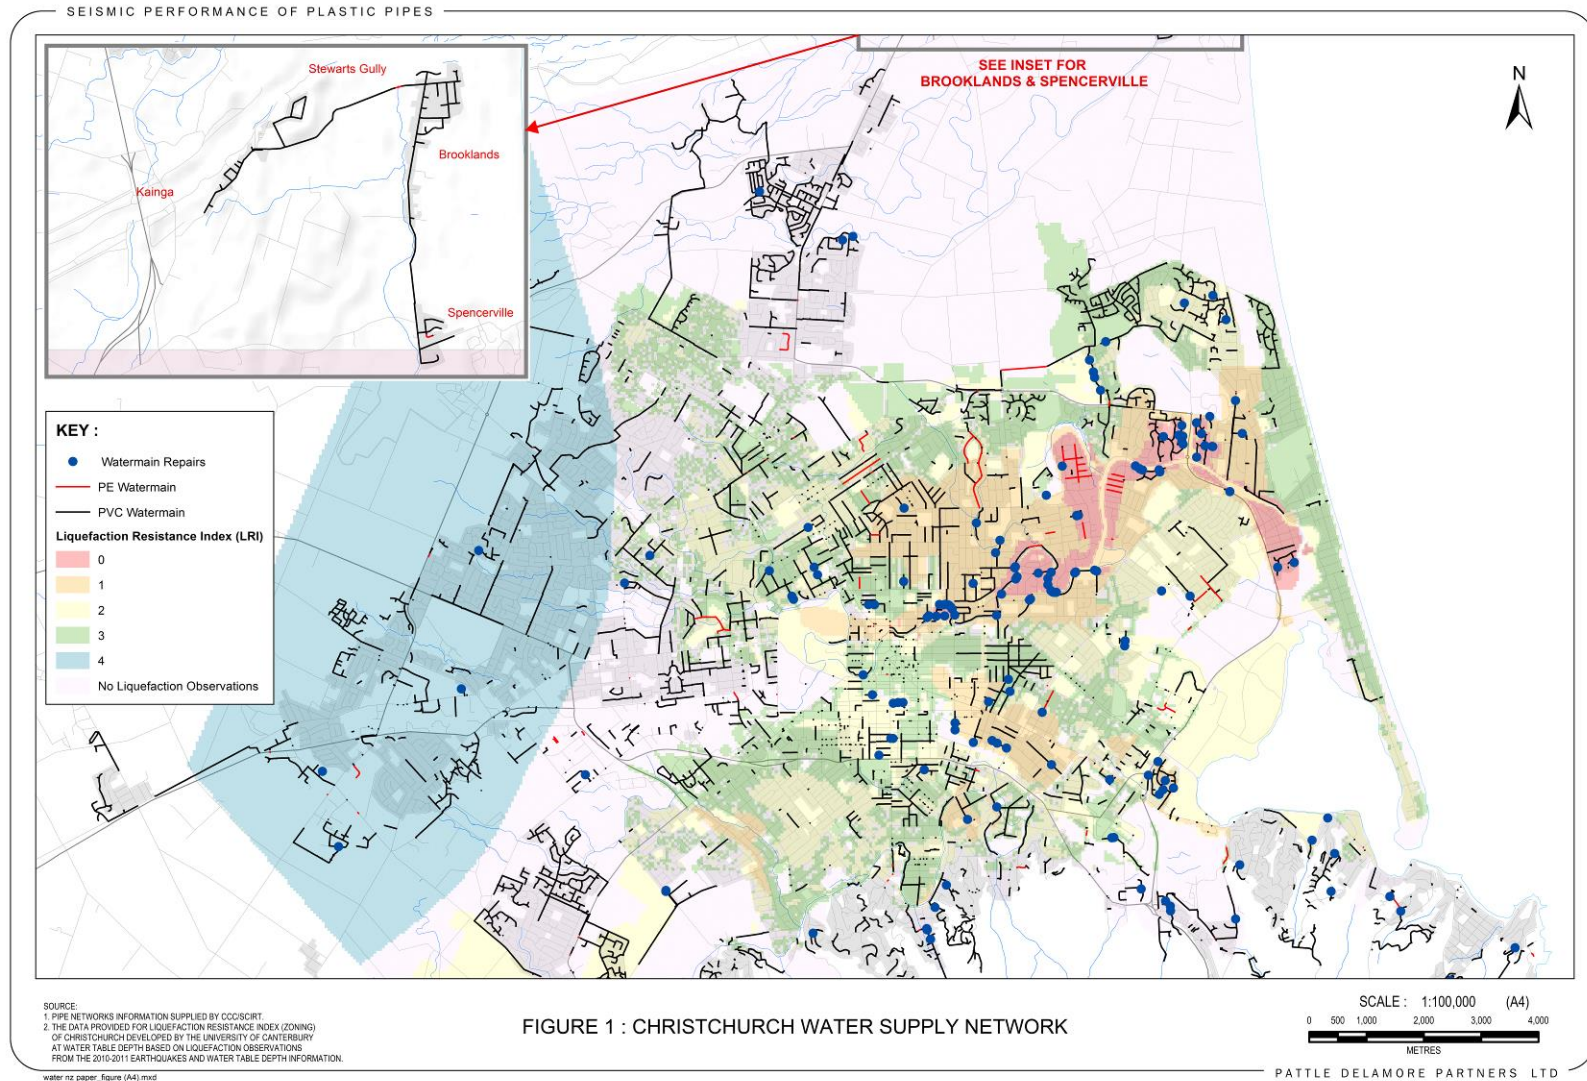 SEISMIC PERFORMANCE OF PLASTIC PIPES
Stewarts Gully
Brooklands
Kainga
Spencerville
SEE INSET FOR
BROOKLANDS & SPENCERVILLE
N
KEY :
Watermain Repairs
PE Watermain
PVC Watermain
Liquefaction Resistance Index (LRI)
0
1
2
3
4
No Liquefaction Observations
SOURCE:
1. PIPE NETWORKS INFORMATION SUPPLIED BY CCC/SCIRT.
2. THE DATA PROVIDED FOR LIQUEFACTION RESISTANCE INDEX (ZONING)
OF CHRISTCHURCH DEVELOPED BY THE UNIVERSITY OF CANTERBURY
AT WATER TABLE DEPTH BASED ON LIQUEFACTION OBSERVATIONS
FROM THE 2010-2011 EARTHQUAKES AND WATER TABLE DEPTH INFORMATION.
water nz paper_figure (A4).mxd
FIGURE 1 : CHRISTCHURCH WATER SUPPLY NETWORK
SCALE : 1:100,000 (A4)
0 500 1,000 2,000 3,000 4,000
METRES
PATTLE DELAMORE PARTNERS LTD